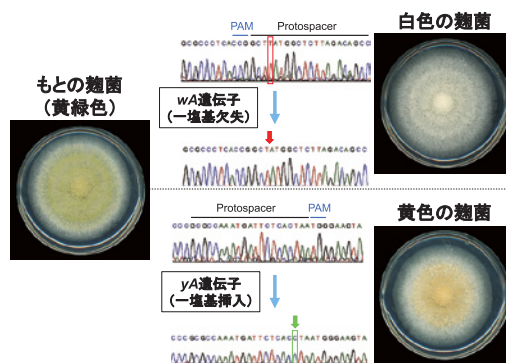 PAM Protospacer
GCGCCCTCACCGGCTTATGGCTCTTAGACAGCC
白色の麹菌
もとの麹菌
(黄緑色)
wA遺伝子
(一塩基欠失)
GCGCCCTCACCGGCTATGGCTCTTAGACAGCC
Protospacer PAM
黄色の麹菌
yA遺伝子
(一塩基挿入)